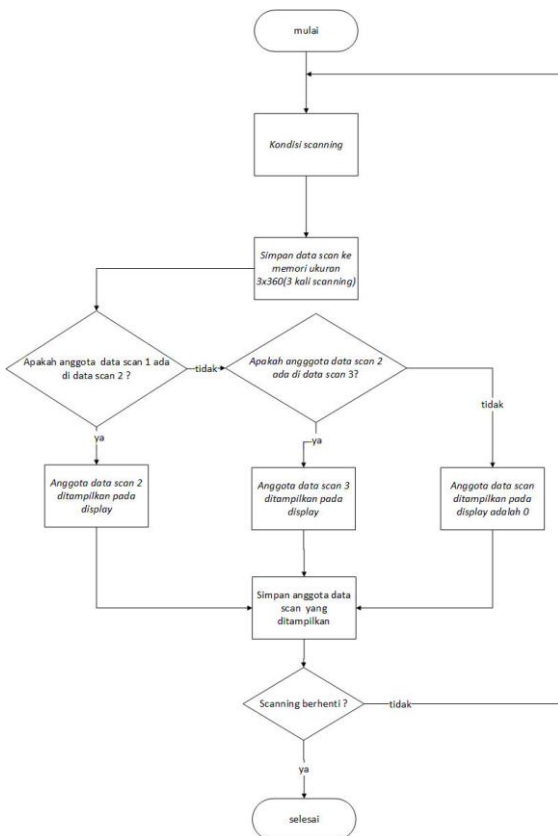 mulai
Kondisi scanning
Simpan data scan ke
memori ukuran
3x360(3 kali scanning)
Apakah anggota data scan 1 ada
di data scan 2 ?
tidak
Apakah angggota data scan 2
ada di data scan 3?
tidak
ya
ya
Anggota data scan 2
ditampilkan pada
display
Anggota data scan 3
ditampilkan pada
display
Anggota data scan
ditampilkan pada
display adalah 0
Simpan anggota data
scan yang
ditampilkan
Scanning berhenti ?
tidak
ya
selesai